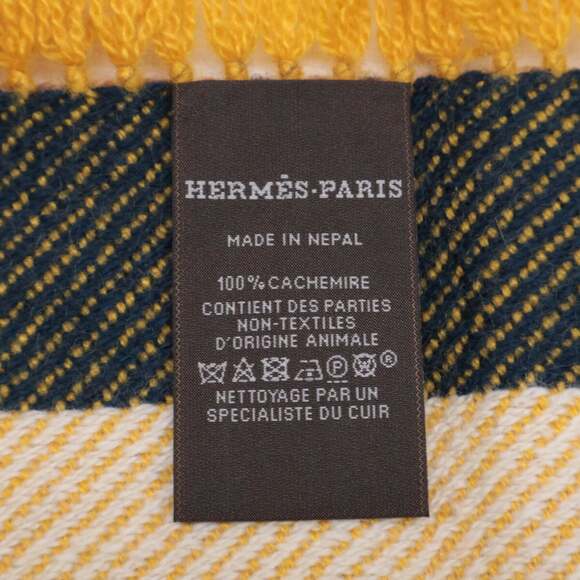 HERMÈS-PARIS
MADE IN NEPAL
100% CACHEMIRE
CONTIENT DES PARTIES
NON-TEXTILES
D'ORIGINE ANIMALE
P W ®
NETTOYAGE PAR UN
SPECIALISTE DU CUIR